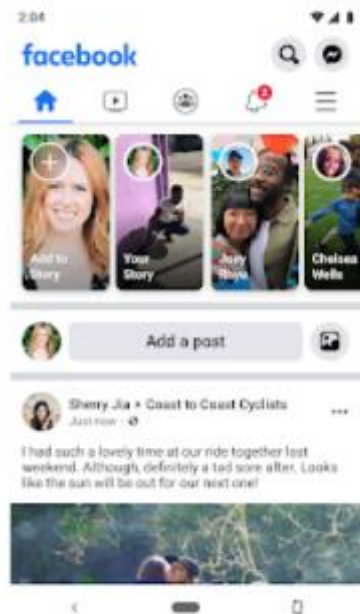 2:04
facebook
2
Add to
Story
Your
Story
Joey
Chelsea
Wells
Add a post
Sherry Jia ▸ Coast to Coast Cyclists
Just now ·
I had such a lovely time at our ride together last
weekend. Although, definitely a tad sore after. Looks
like the sun will be out for our next one!